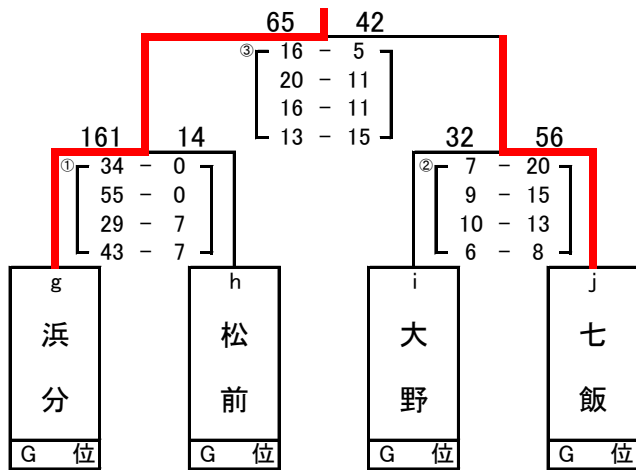 65 42
③ 16 - 5
20 - 11
16 - 11
13 - 15
161 14
① 34 - 0
55 - 0
29 - 7
43 - 7
32 56
② 7 - 20
9 - 15
10 - 13
6 - 8
g
浜
分
G 位
h
松
前
G 位
i
大
野
G 位
j
七
飯
G 位